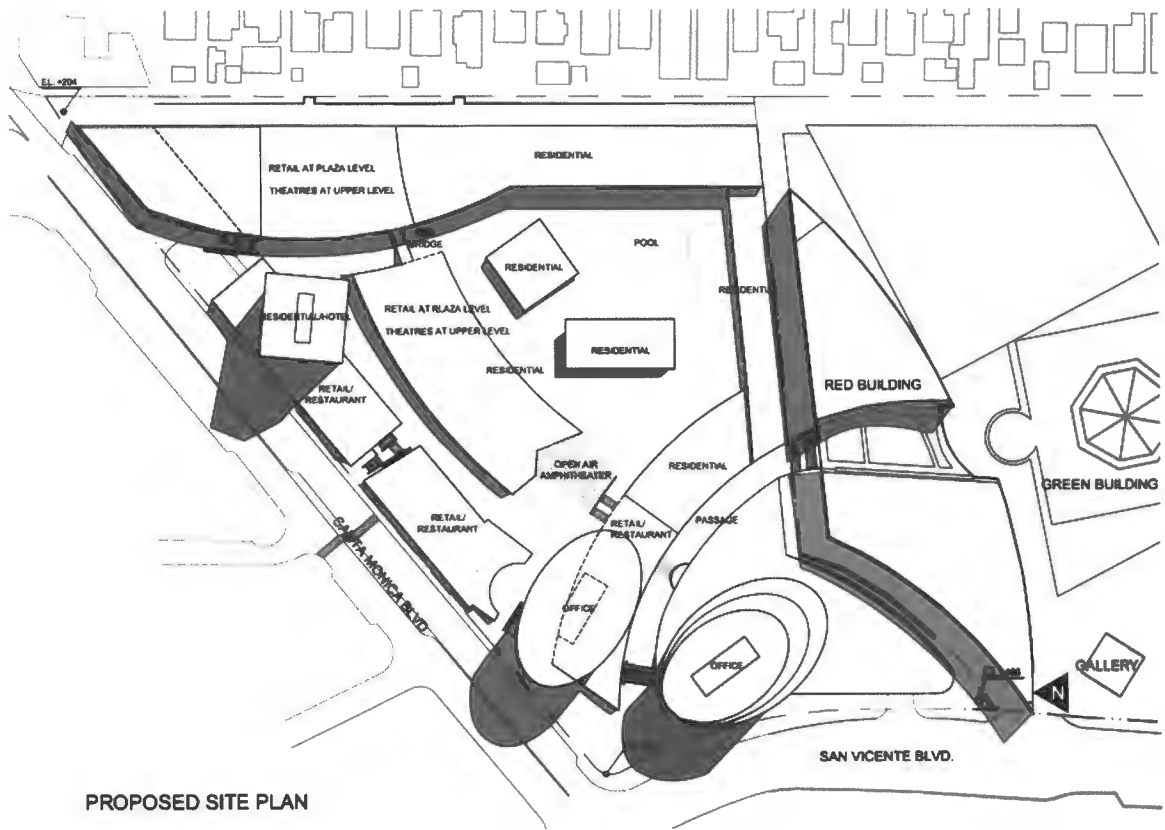 EL. +204
RESIDENTIAL
RETAIL AT PLAZA LEVEL
THEATRES AT UPPER LEVEL
BRIDGE
POOL
RESIDENTIAL
RESIDENTIAL
RESIDENTIAL/HOTEL
RETAIL AT PLAZA LEVEL
THEATRES AT UPPER LEVEL
RESIDENTIAL
RESIDENTIAL
RETAIL/
RESTAURANT
RED BUILDING
OPEN AIR
AMPHITHEATER
RESIDENTIAL
GREEN BUILDING
RETAIL/
RESTAURANT
RETAIL/
RESTAURANT
PASSAGE
SANTA MONICA BLVD
OFFICE
OFFICE
GALLERY
N
SAN VICENTE BLVD.
PROPOSED SITE PLAN